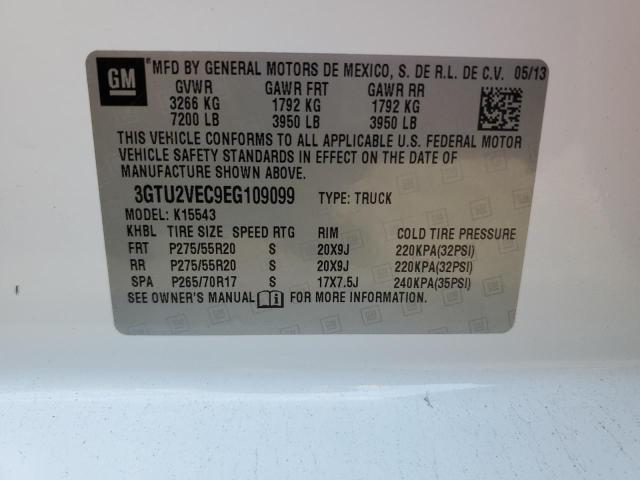 GM
MFD BY GENERAL MOTORS DE MEXICO, S. DE R.L. DE C.V. 05/13
GVWR GAWR FRT GAWR RR
3266 KG 1792 KG 1792 KG
7200 LB 3950 LB 3950 LB
THIS VEHICLE CONFORMS TO ALL APPLICABLE U.S. FEDERAL MOTOR
VEHICLE SAFETY STANDARDS IN EFFECT ON THE DATE OF
MANUFACTURE SHOWN ABOVE.
3GTU2VEC9EG109099 TYPE: TRUCK
MODEL: K15543
KHBL TIRE SIZE SPEED RTG RIM COLD TIRE PRESSURE
FRT P275/55R20 S 20X9J 220KPA(32PSI)
RR P275/55R20 S 20X9J 220KPA(32PSI)
SPA P265/70R17 S 17X7.5J 240KPA(35PSI)
SEE OWNER'S MANUAL FOR MORE INFORMATION.